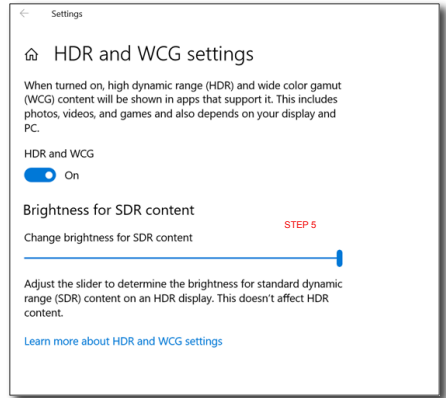 Settings
HDR and WCG settings
When turned on, high dynamic range (HDR) and wide color gamut
(WCG) content will be shown in apps that support it. This includes
photos, videos, and games and also depends on your display and
PC.
HDR and WCG
On
Brightness for SDR content
STEP 5
Change brightness for SDR content
Adjust the slider to determine the brightness for standard dynamic
range (SDR) content on an HDR display. This doesn't affect HDR
content.
Learn more about HDR and WCG settings